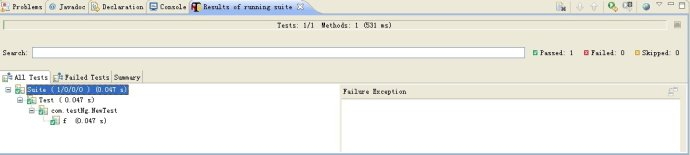 Problems @ Javadoc Declaration Console Results of running suite
Tests: 1/1 Methods: 1 (531 ms)
Search: Passed: 1 Failed: 0 Skipped: 0
All Tests Failed Tests Summary
Suite ( 1/0/0/0 ) (0.047 s) Failure Exception
Test ( 0.047 s)
com.testNg.NewTest
f (0.047 s)